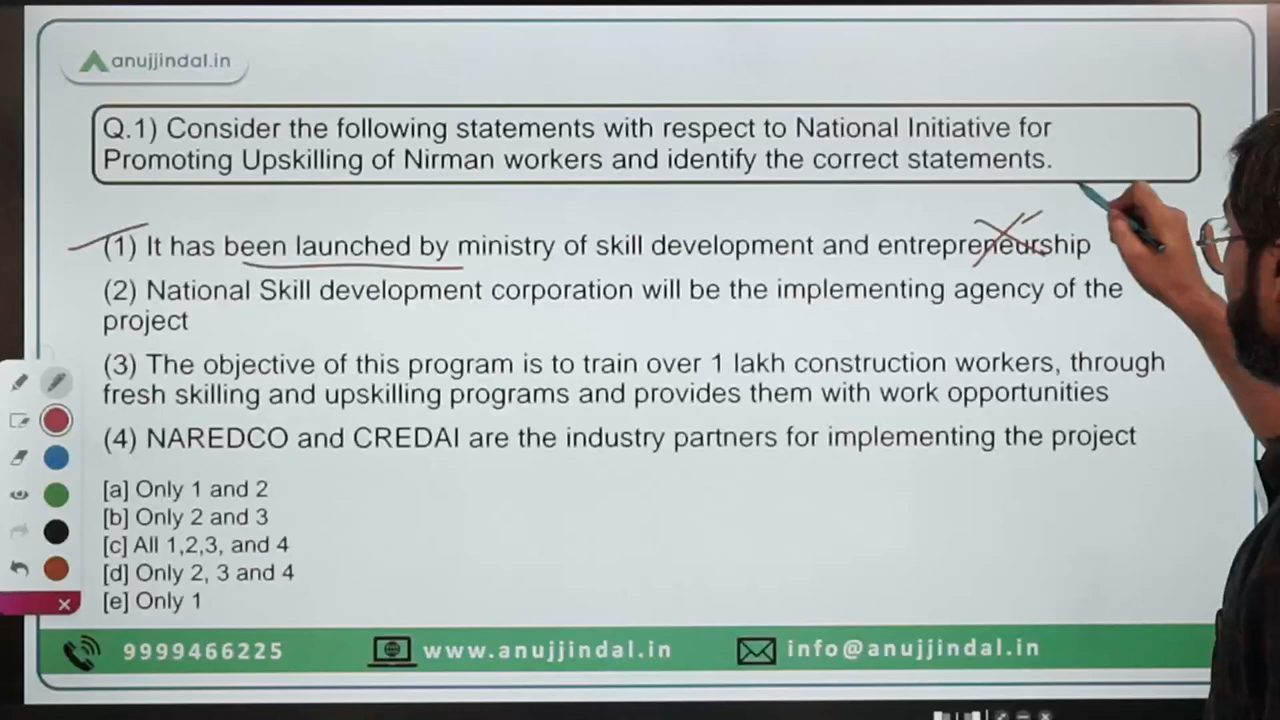 anujjindal.in
Q.1) Consider the following statements with respect to National Initiative for
Promoting Upskilling of Nirman workers and identify the correct statements.
(1) It has been launched by ministry of skill development and entrepreneurship
(2) National Skill development corporation will be the implementing agency of the
project
(3) The objective of this program is to train over 1 lakh construction workers, through
fresh skilling and upskilling programs and provides them with work opportunities
(4) NAREDCO and CREDAI are the industry partners for implementing the project
[a] Only 1 and 2
[b] Only 2 and 3
[c] All 1,2,3, and 4
[d] Only 2, 3 and 4
[e] Only 1
9999466225 www.anujjindal.in info@anujjindal.in